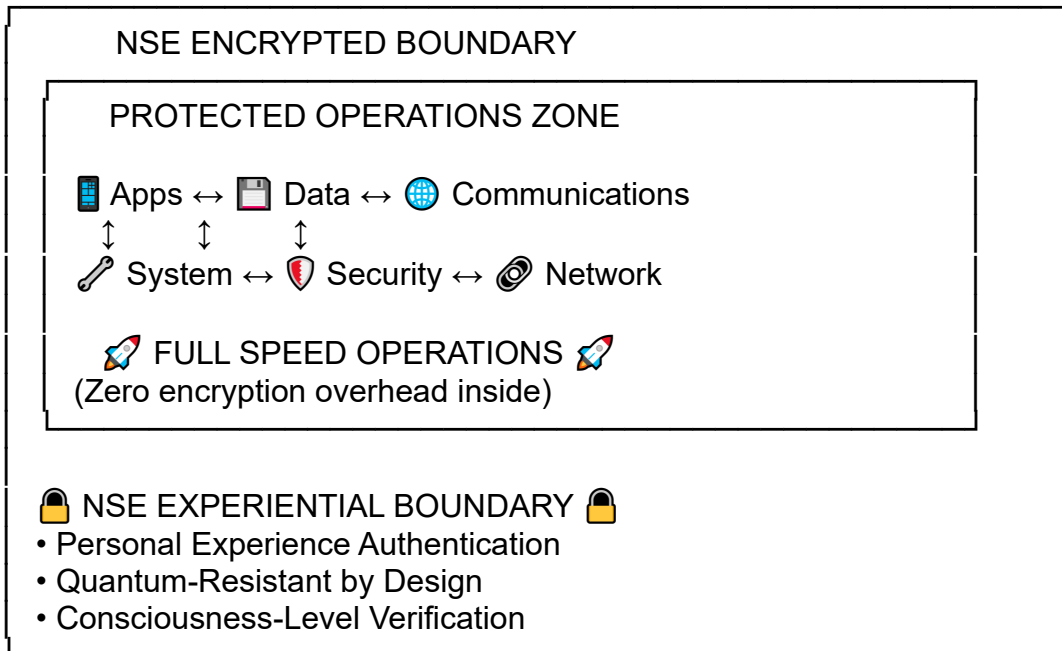 NSE ENCRYPTED BOUNDARY
PROTECTED OPERATIONS ZONE
📱 Apps ↔ 💾 Data ↔ 🌐 Communications
↕ ↕ ↕
🔧 System ↔ 🛡 Security ↔ 🔗 Network
🚀 FULL SPEED OPERATIONS 🚀
(Zero encryption overhead inside)
🔒 NSE EXPERIENTIAL BOUNDARY 🔒
• Personal Experience Authentication
• Quantum-Resistant by Design
• Consciousness-Level Verification